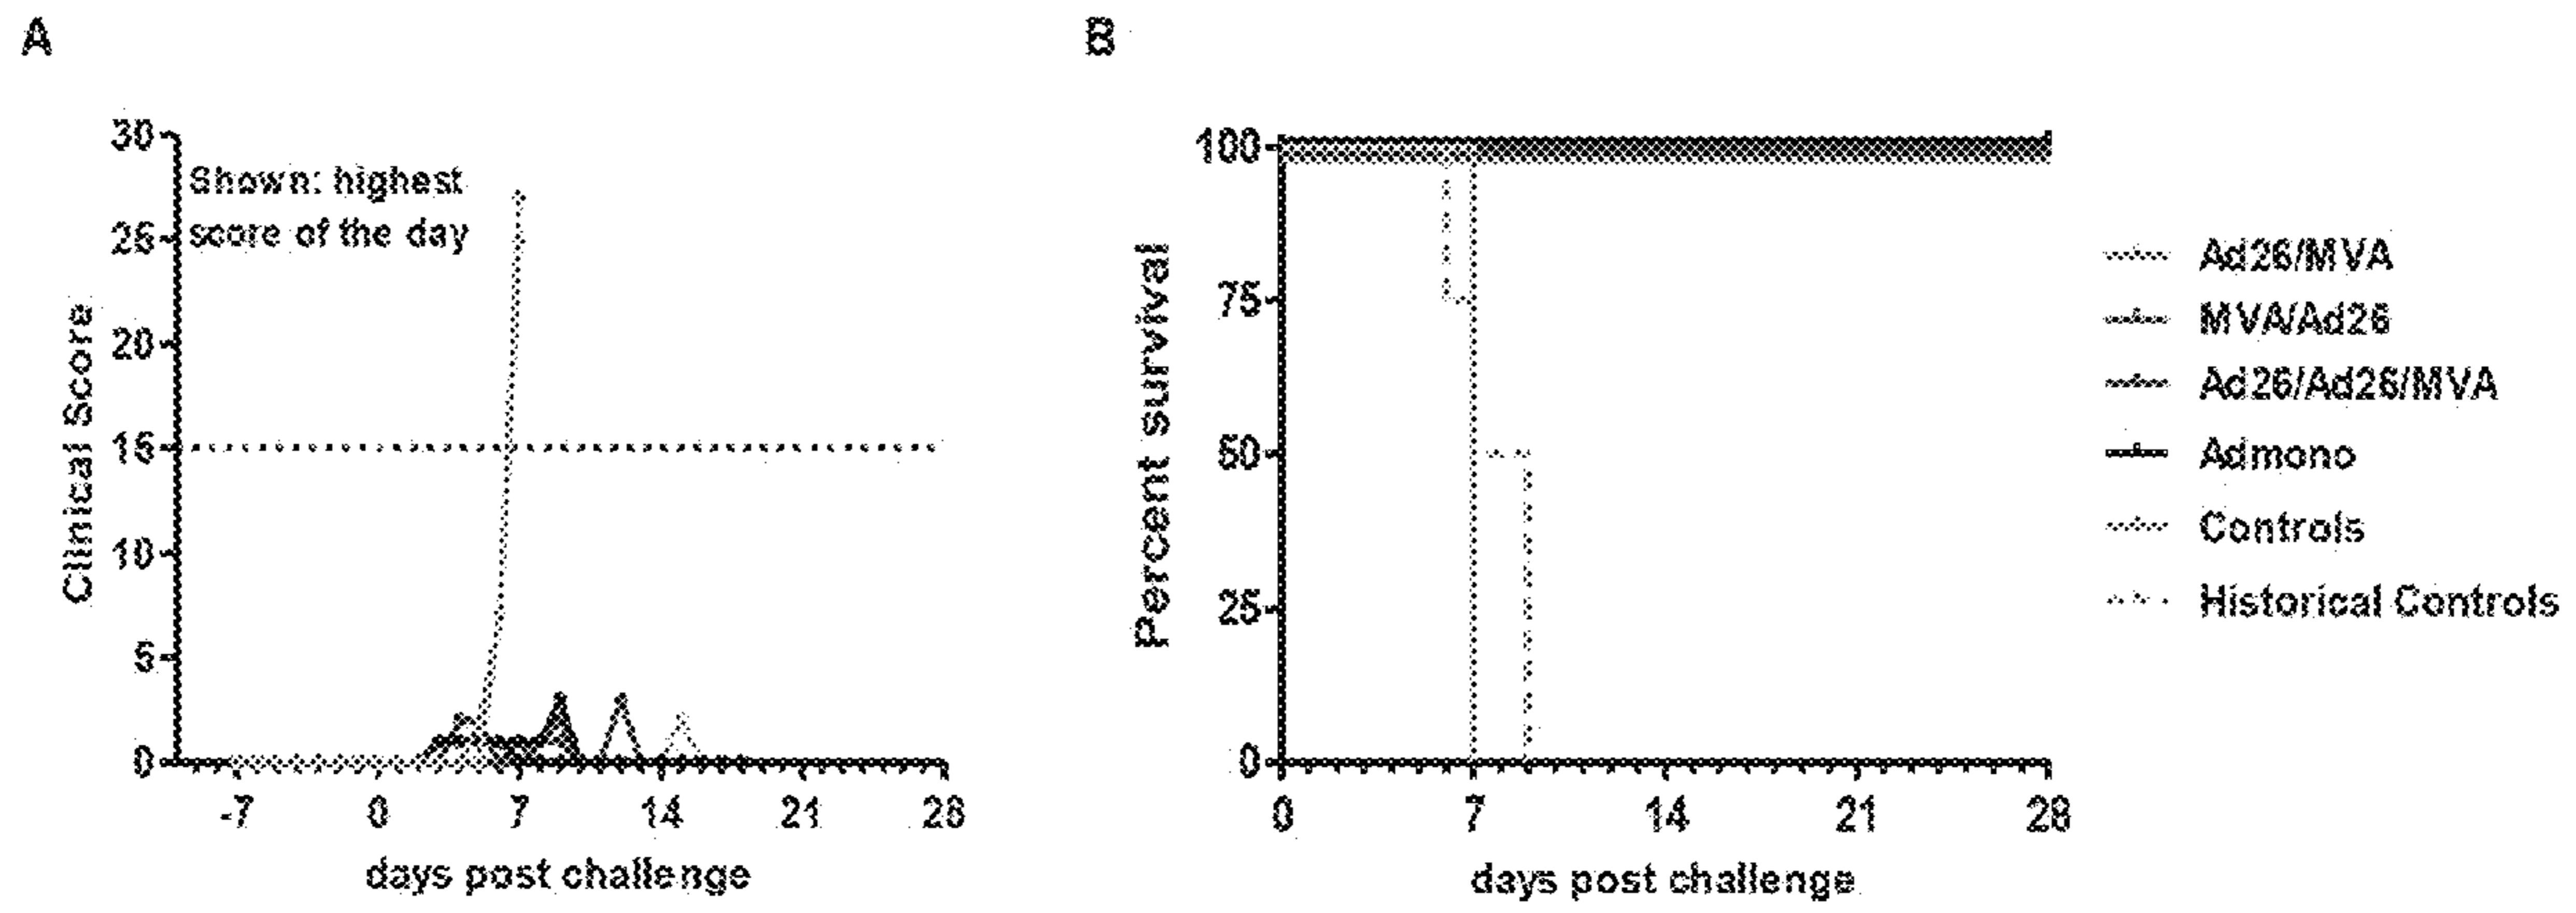 A
B
30
25
20
15
10
5
0
Shown: highest
score of the day
Clinical Score
-7
0
7
14
21
28
days post challenge
100
75
50
25
0
Percent survival
0
7
14
21
28
days post challenge
Ad26/MVA
MVA/Ad26
Ad26/Ad26/MVA
Admono
Controls
Historical Controls